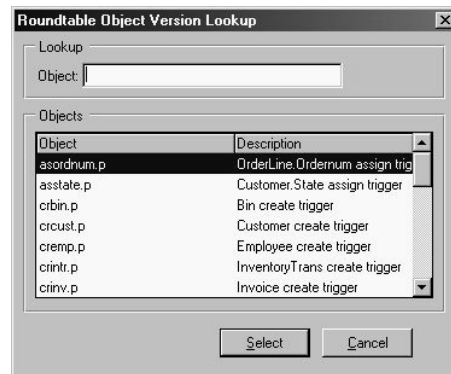 Roundtable Object Version Lookup
Lookup
Object:
Objects
Object Description
asordnum.p OrderLine.Ordernum assign trig
asstate.p Customer.State assign trigger
crbin.p Bin create trigger
crcust.p Customer create trigger
cremp.p Employee create trigger
crintr.p InventoryTrans create trigger
crinv.p Invoice create trigger
Select Cancel